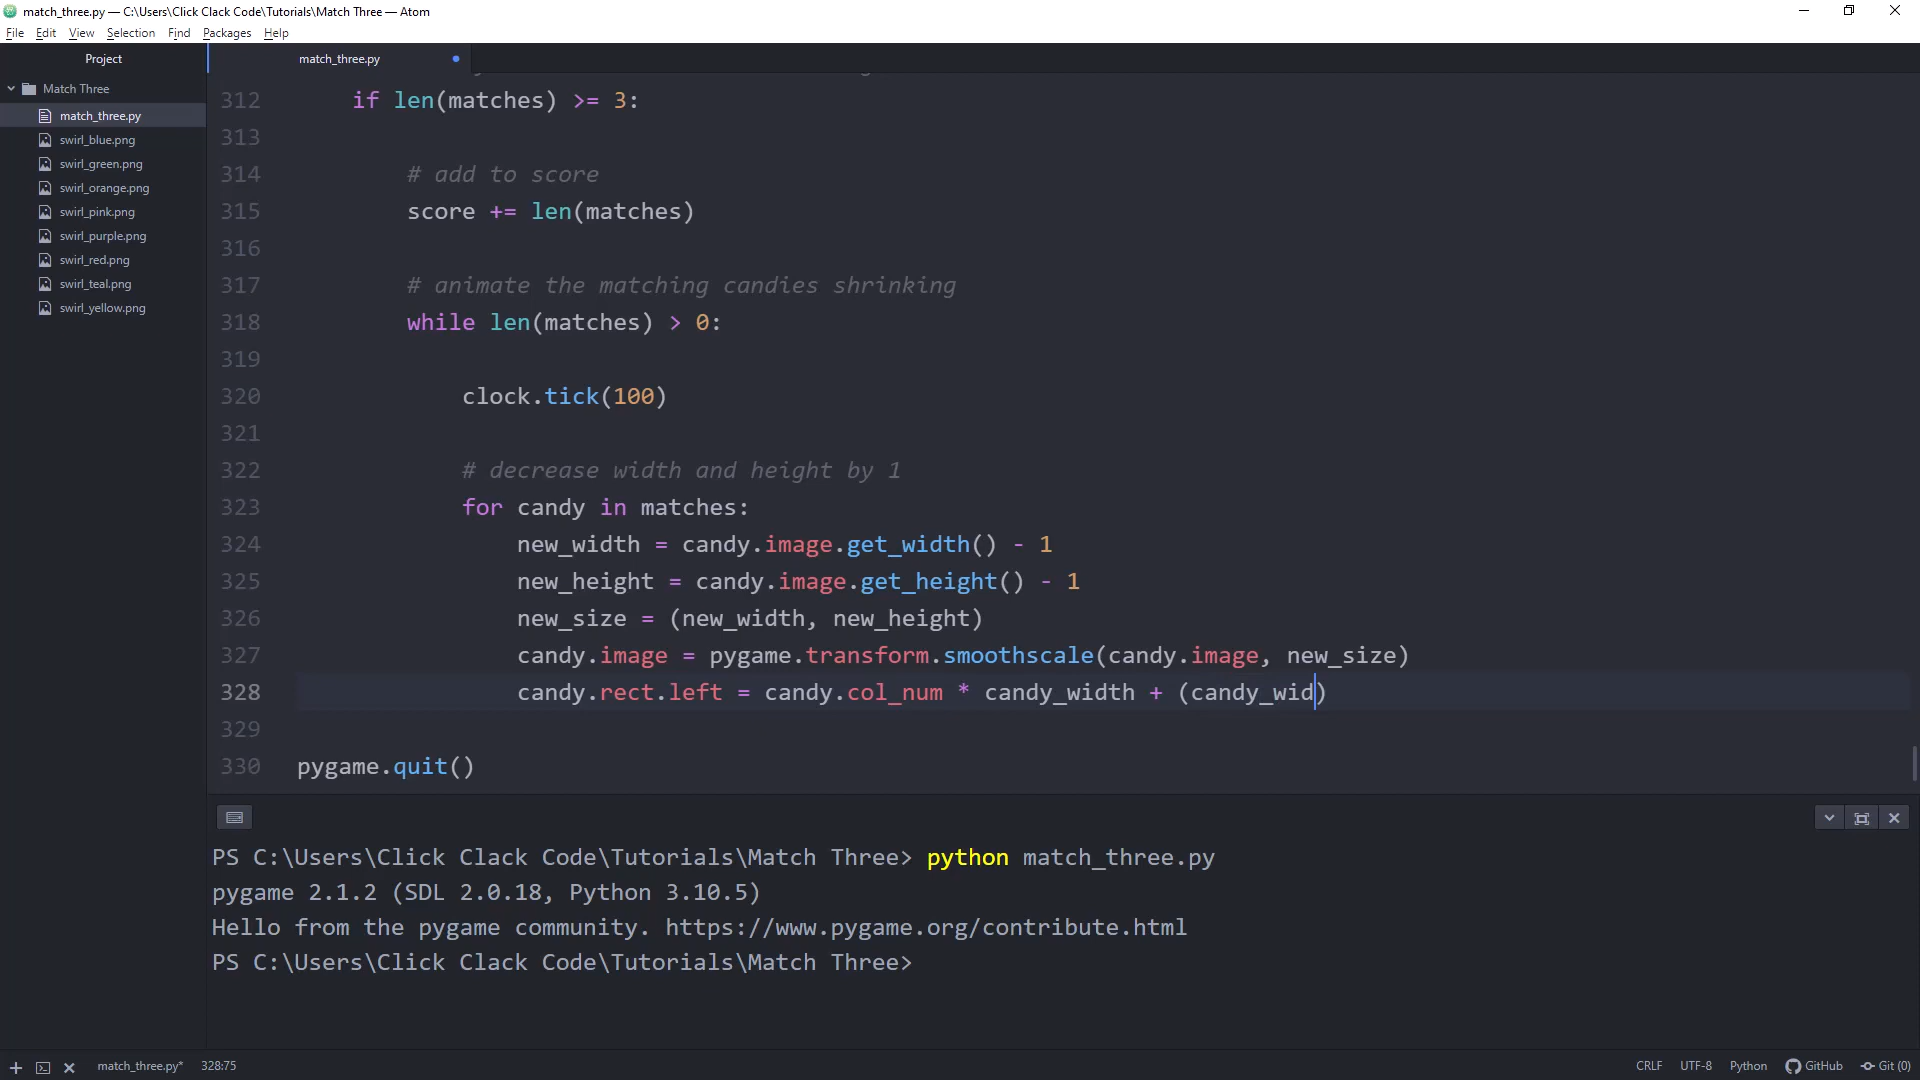 match_three.py — C:\Users\Click Clack Code\Tutorials\Match Three — Atom
File Edit View Selection Find Packages Help
Project
match_three.py
Match Three
match_three.py
swirl_blue.png
swirl_green.png
swirl_orange.png
swirl_pink.png
swirl_purple.png
swirl_red.png
swirl_teal.png
swirl_yellow.png
312 if len(matches) >= 3:
313
314 # add to score
315 score += len(matches)
316
317 # animate the matching candies shrinking
318 while len(matches) > 0:
319
320 clock.tick(100)
321
322 # decrease width and height by 1
323 for candy in matches:
324 new_width = candy.image.get_width() - 1
325 new_height = candy.image.get_height() - 1
326 new_size = (new_width, new_height)
327 candy.image = pygame.transform.smoothscale(candy.image, new_size)
328 candy.rect.left = candy.col_num * candy_width + (candy_wid)
329
330 pygame.quit()
PS C:\Users\Click Clack Code\Tutorials\Match Three> python match_three.py
pygame 2.1.2 (SDL 2.0.18, Python 3.10.5)
Hello from the pygame community. https://www.pygame.org/contribute.html
PS C:\Users\Click Clack Code\Tutorials\Match Three>
match_three.py* 328:75 CRLF UTF-8 Python GitHub Git (0)